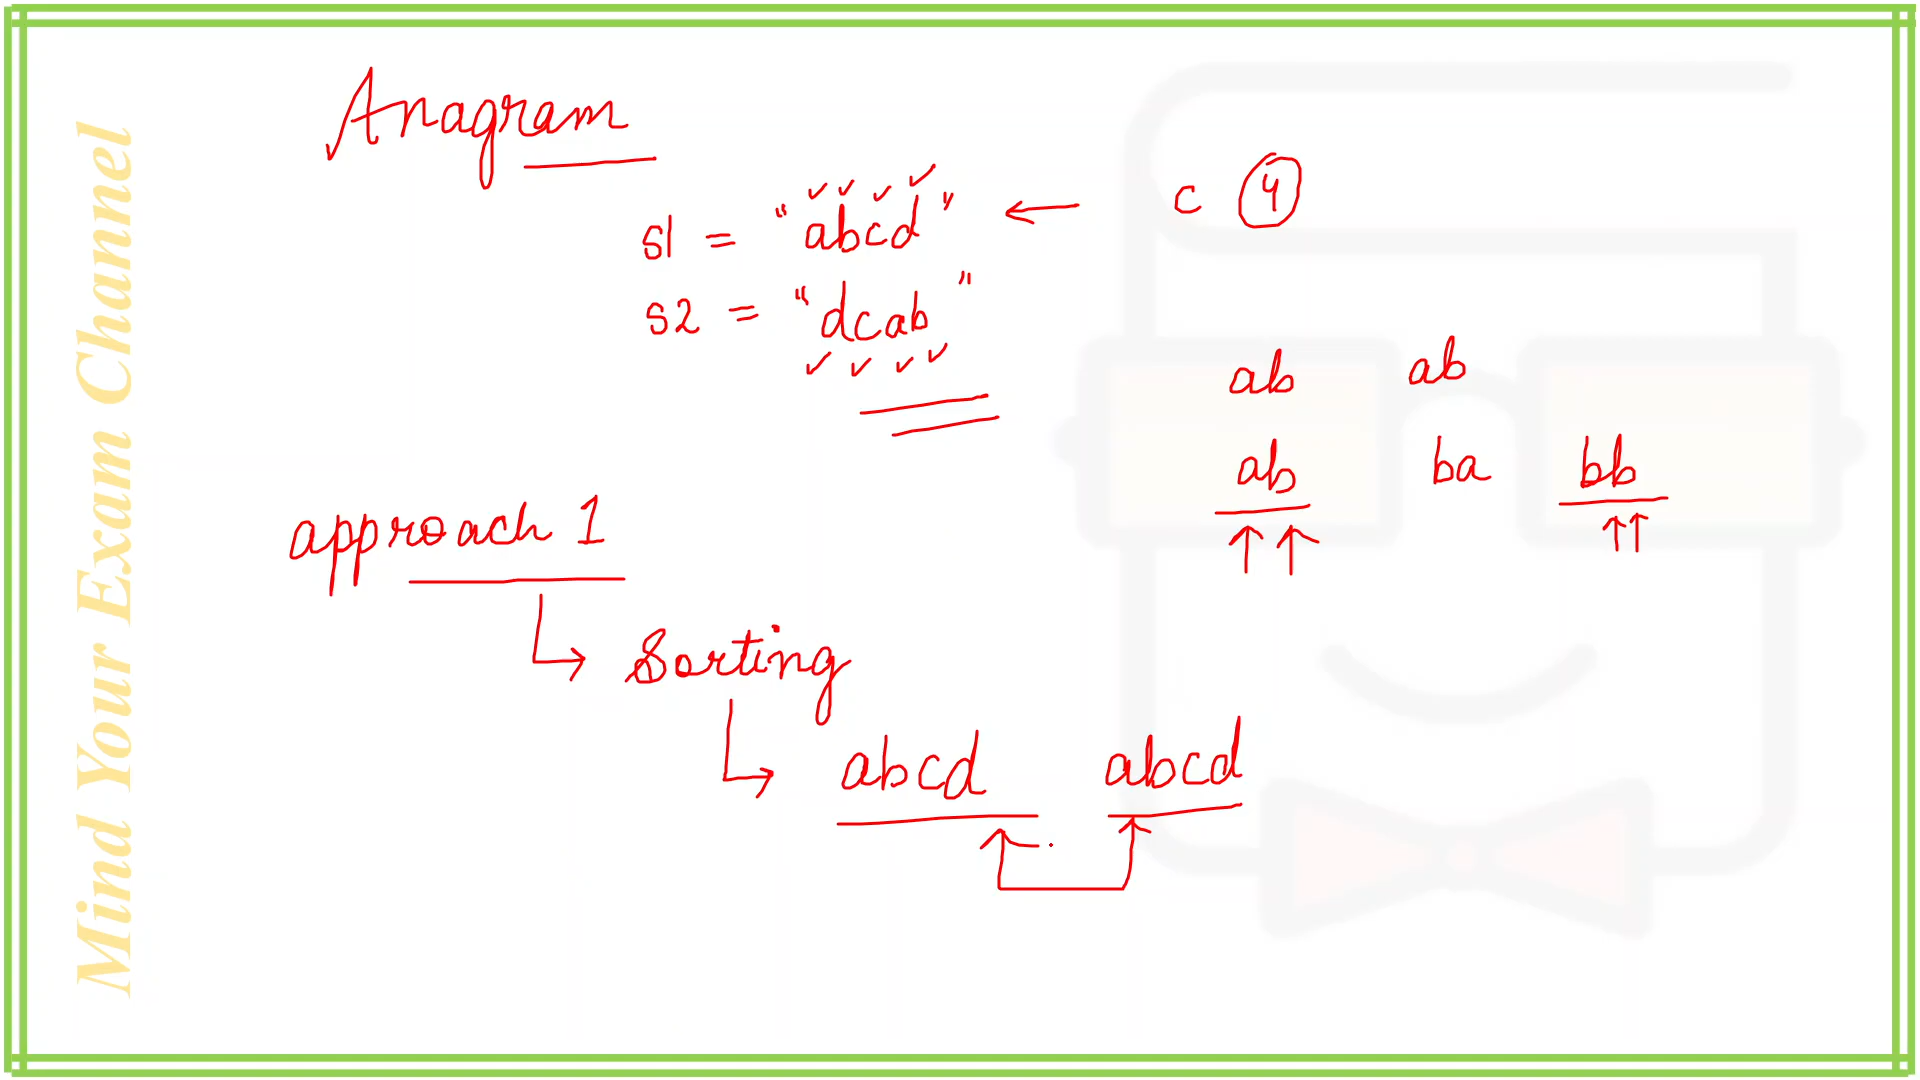 Mind Your Exam Channel
Anagram
s1 = "abcd" ← c 4
s2 = "dcab"
ab ab
ab ba bb
approach 1
Sorting
abcd abcd